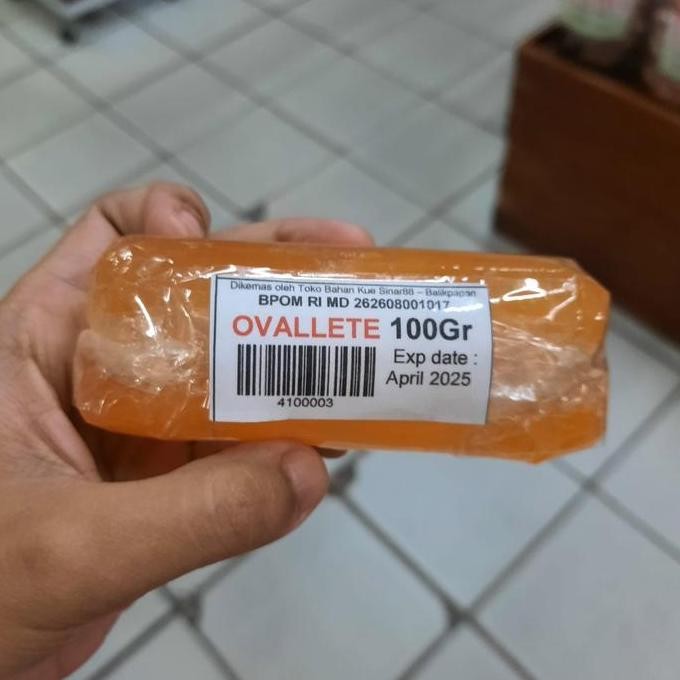 Dikemas oleh Toko Bahan Kue Sinar88 – Balikpapan
BPOM RI MD 262608001017
OVALLETE 100Gr
Exp date :
April 2025
4100003